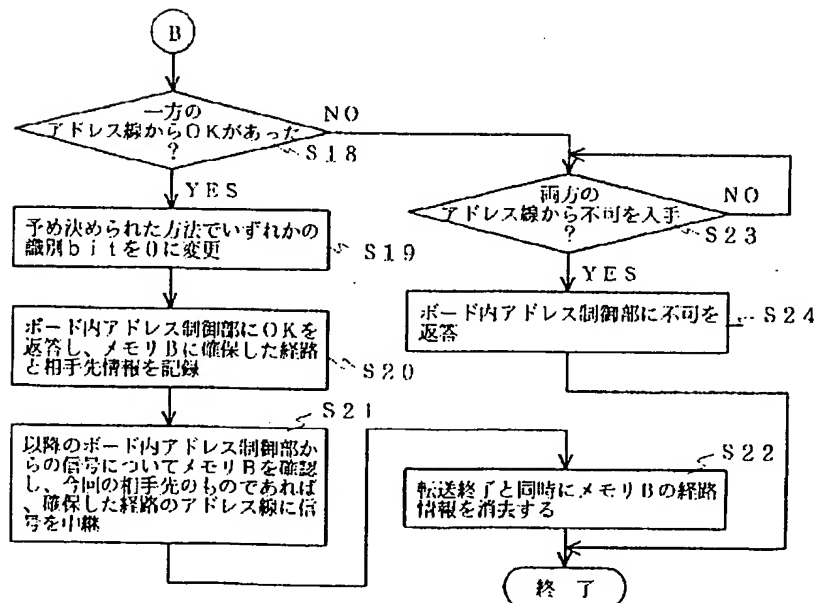 B
一方の
アドレス線からOKがあった
?
NO
S18
YES
予め決められた方法でいずれかの
識別bitを0に変更
S19
ボード内アドレス制御部にOKを
返答し、メモリBに確保した経路
と相手先情報を記録
S20
S21
以降のボード内アドレス制御部か
らの信号についてメモリBを確認
し、今回の相手先のものであれば
、確保した経路のアドレス線に信
号を中継
両方の
アドレス線から不可を入手
?
NO
S23
YES
ボード内アドレス制御部に不可を
返答
S24
S22
転送終了と同時にメモリBの経路
情報を消去する
終了